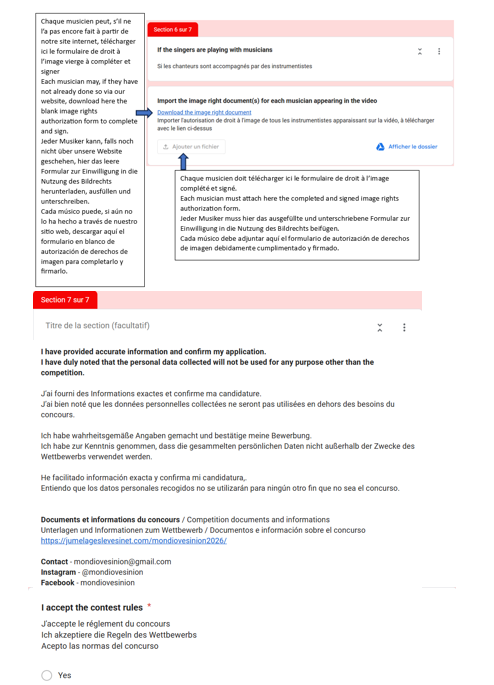 Chaque musicien peut, s'il ne
l'a pas encore fait à partir de
notre site internet, télécharger
ici le formulaire de droit à
l'image vierge à compléter et
signer
Each musician may, if they have
not already done so via our
website, download here the
blank image rights
authorization form to complete
and sign.
Jeder Musiker kann, falls noch
nicht über unsere Website
geschehen, hier das leere
Formular zur Einwilligung in die
Nutzung des Bildrechts
herunterladen, ausfüllen und
unterschreiben.
Cada músico puede, si aún no
lo ha hecho a través de nuestro
sitio web, descargar aquí el
formulario en blanco de
autorización de derechos de
imagen para completarlo y
firmarlo.
Section 6 sur 7
If the singers are playing with musicians
Si les chanteurs sont accompagnés par des instrumentistes
Import the image right document(s) for each musician appearing in the video
Download the image right document
Importer l'autorisation de droit à l'image de tous les instrumentistes apparaissant sur la vidéo, à télécharger
avec le lien ci-dessus
Ajouter un fichier
Afficher le dossier
Chaque musicien doit télécharger ici le formulaire de droit à l'image
complété et signé.
Each musician must attach here the completed and signed image rights
authorization form.
Jeder Musiker muss hier das ausgefüllte und unterschriebene Formular zur
Einwilligung in die Nutzung des Bildrechts beifügen.
Cada músico debe adjuntar aquí el formulario de autorización de derechos
de imagen debidamente cumplimentado y firmado.
Section 7 sur 7
Titre de la section (facultatif)
I have provided accurate information and confirm my application.
I have duly noted that the personal data collected will not be used for any purpose other than the
competition.
J'ai fourni des Informations exactes et confirme ma candidature.
J'ai bien noté que les données personnelles collectées ne seront pas utilisées en dehors des besoins du
concours.
Ich habe wahrheitsgemäße Angaben gemacht und bestätige meine Bewerbung.
Ich habe zur Kenntnis genommen, dass die gesammelten persönlichen Daten nicht außerhalb der Zwecke des
Wettbewerbs verwendet werden.
He facilitado información exacta y confirma mi candidatura,.
Entiendo que los datos personales recogidos no se utilizarán para ningún otro fin que no sea el concurso.
Documents et informations du concours / Competition documents and informations
Unterlagen und Informationen zum Wettbewerb / Documentos e información sobre el concurso
https://jumelageslevesinet.com/mondiovesinion2026/
Contact - mondiovesinion@gmail.com
Instagram - @mondiovesinion
Facebook - mondiovesinion
I accept the contest rules *
J'accepte le réglement du concours
Ich akzeptiere die Regeln des Wettbewerbs
Acepto las normas del concurso
Yes